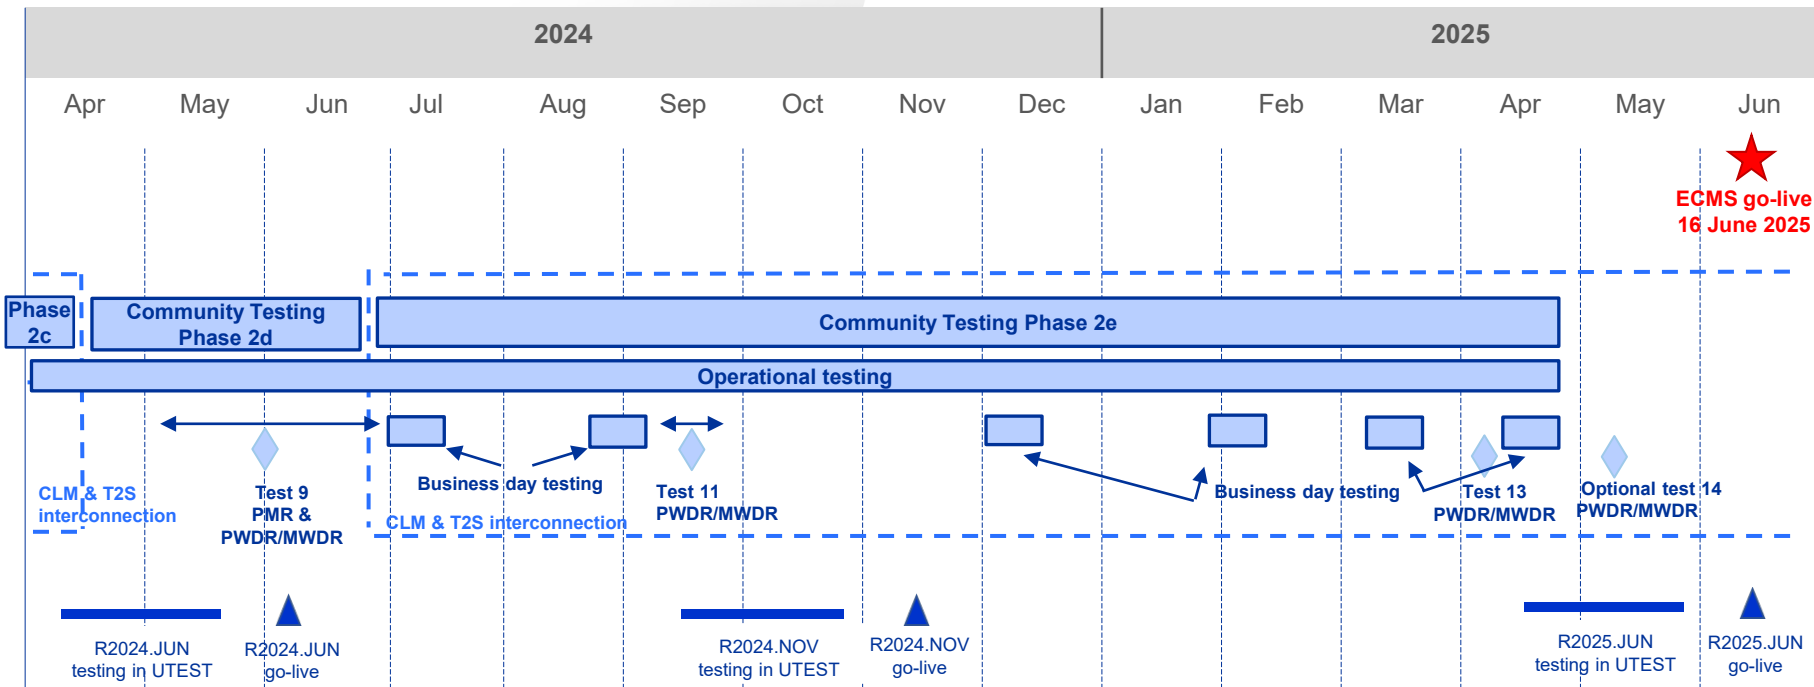 2024
2025
Apr
May
Jun
Jul
Aug
Sep
Oct
Nov
Dec
Jan
Feb
Mar
Apr
May
Jun
ECMS go-live
16 June 2025
Phase
2c
Community Testing
Phase 2d
Community Testing Phase 2e
Operational testing
CLM & T2S
interconnection
Test 9
PMR &
PWDR/MWDR
Business day testing
CLM & T2S interconnection
Test 11
PWDR/MWDR
Business day testing
Test 13
PWDR/MWDR
Optional test 14
PWDR/MWDR
R2024.JUN
testing in UTEST
R2024.JUN
go-live
R2024.NOV
testing in UTEST
R2024.NOV
go-live
R2025.JUN
testing in UTEST
R2025.JUN
go-live